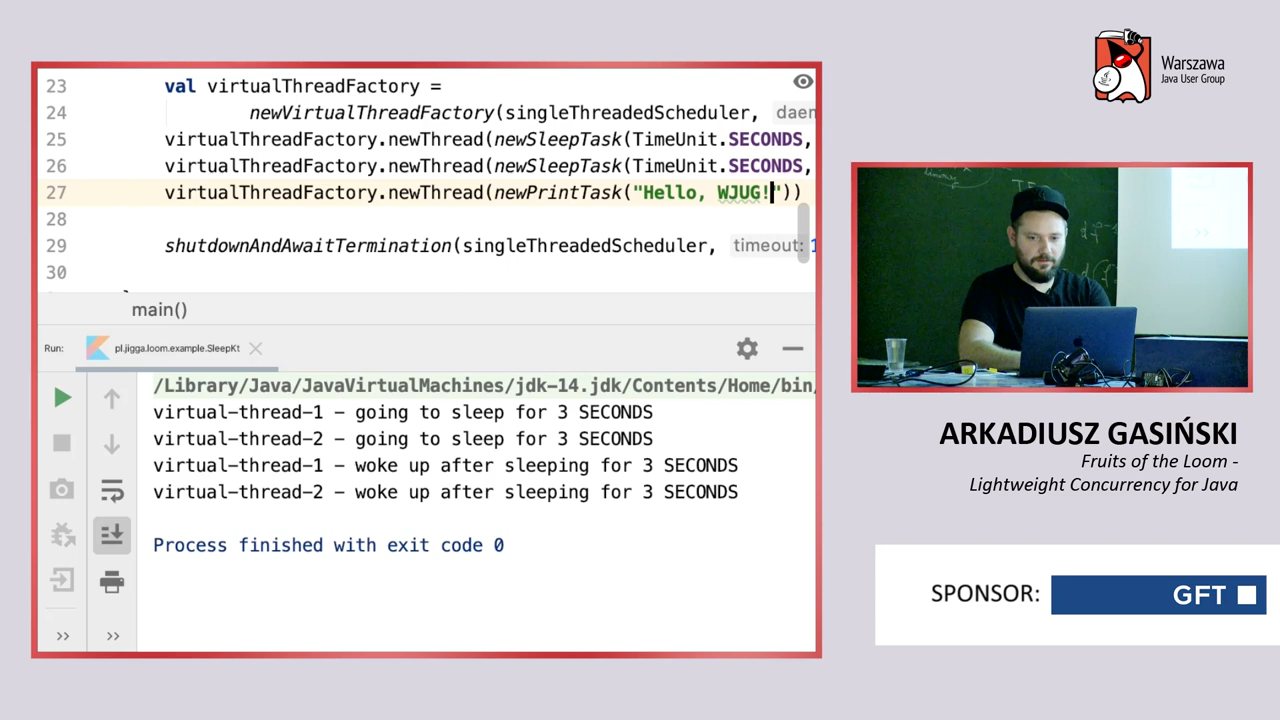 Warszawa
Java User Group
23 val virtualThreadFactory =
24 newVirtualThreadFactory(singleThreadedScheduler, daem
25 virtualThreadFactory.newThread(newSleepTask(TimeUnit.SECONDS,
26 virtualThreadFactory.newThread(newSleepTask(TimeUnit.SECONDS,
27 virtualThreadFactory.newThread(newPrintTask("Hello, WJUG!"))
28
29 shutdownAndAwaitTermination(singleThreadedScheduler, timeout: 1
30
main()
Run: pl.jigga.loom.example.SleepKt
/Library/Java/JavaVirtualMachines/jdk-14.jdk/Contents/Home/bin/
virtual-thread-1 – going to sleep for 3 SECONDS
virtual-thread-2 – going to sleep for 3 SECONDS
virtual-thread-1 – woke up after sleeping for 3 SECONDS
virtual-thread-2 – woke up after sleeping for 3 SECONDS
Process finished with exit code 0
ARKADIUSZ GASIŃSKI
Fruits of the Loom -
Lightweight Concurrency for Java
SPONSOR: GFT